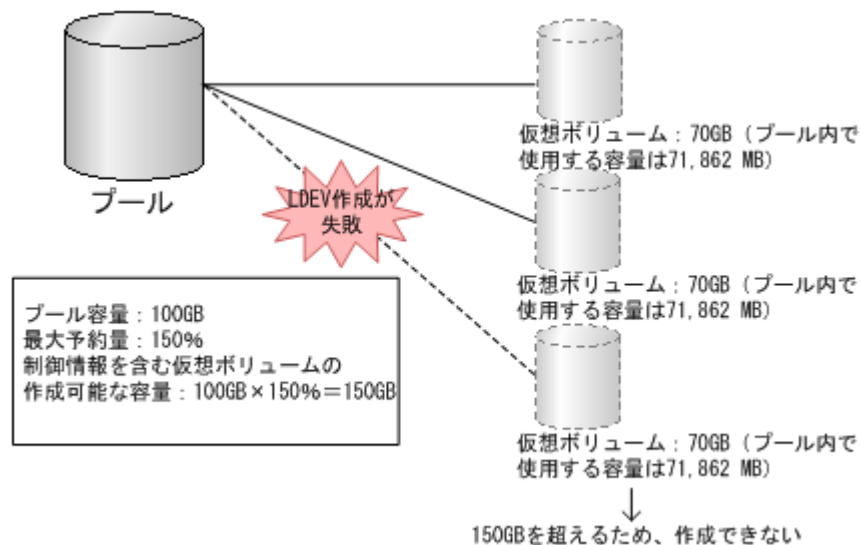 プール
LDEV作成が
失敗
プール容量：100GB
最大予約量：150%
制御情報を含む仮想ボリュームの
作成可能な容量：100GB×150%＝150GB
仮想ボリューム：70GB（プール内で
使用する容量は71,862 MB）
仮想ボリューム：70GB（プール内で
使用する容量は71,862 MB）
仮想ボリューム：70GB（プール内で
使用する容量は71,862 MB）
150GBを超えるため、作成できない